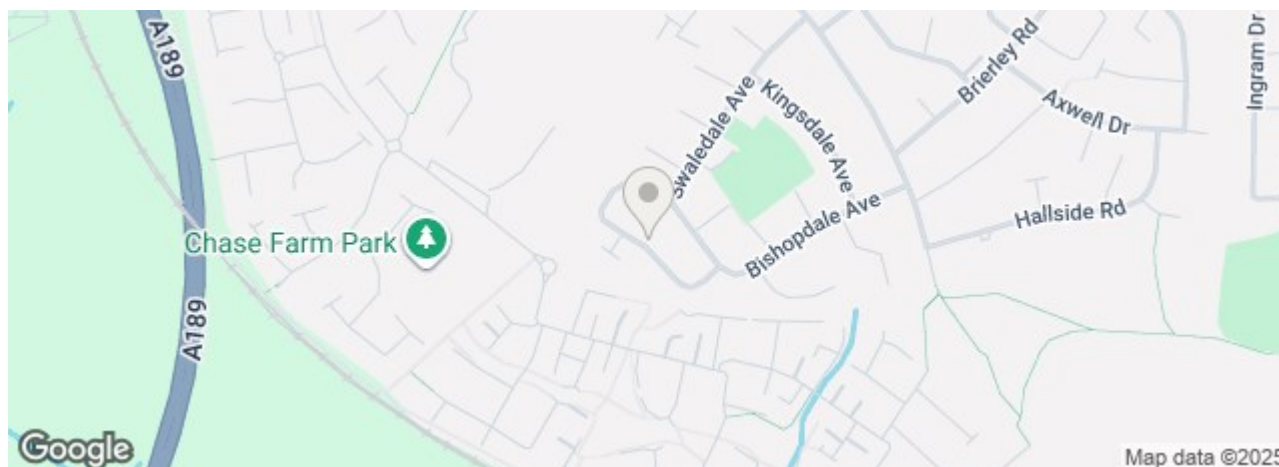 A189
Ingram Dr
Brierley Rd
Swaledale Ave
Kingsdale Ave
Axwell Dr
Hallside Rd
Chase Farm Park
Bishopdale Ave
A189
Google
Map data ©2025